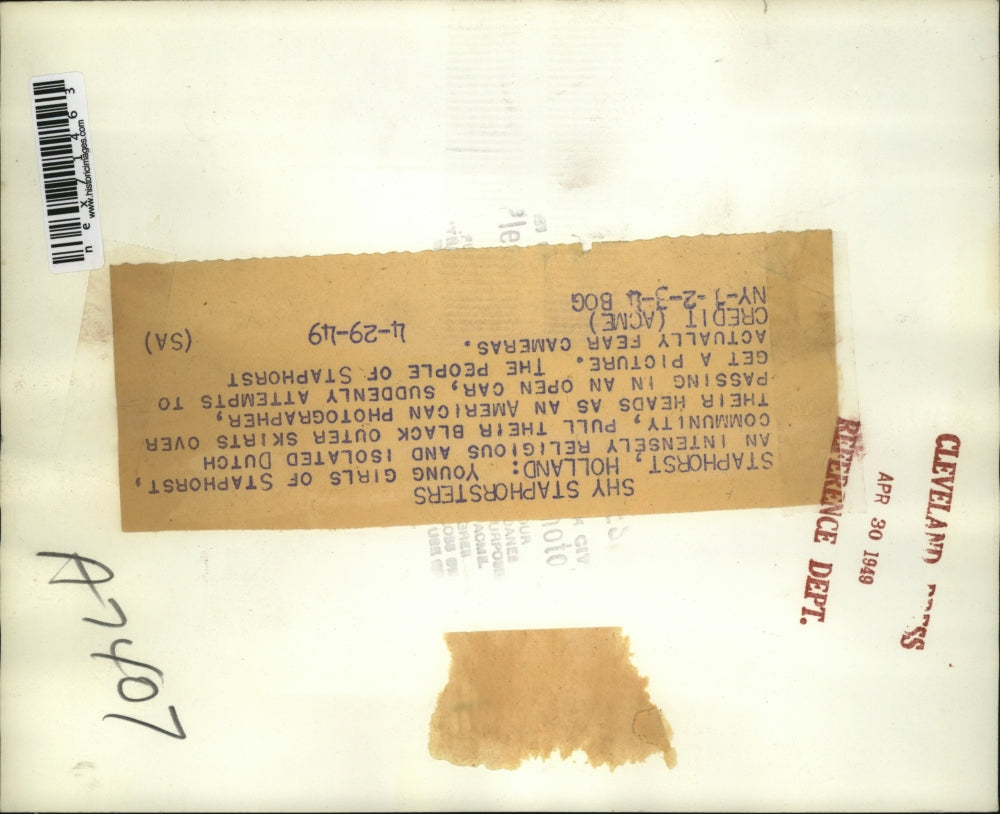 SHY STAPHORSTERS
STAPHORST, HOLLAND: YOUNG GIRLS OF STAPHORST,
AN INTENSELY RELIGIOUS AND ISOLATED DUTCH
COMMUNITY, PULL THEIR BLACK OUTER SKIRTS OVER
THEIR HEADS AS AN AMERICAN PHOTOGRAPHER,
PASSING IN AN OPEN CAR, SUDDENLY ATTEMPTS TO
GET A PICTURE. THE PEOPLE OF STAPHORST
ACTUALLY FEAR CAMERAS.
CREDIT (ACME) 4-29-49 (SA)
NY-1-2-3-4 BOG
CLEVELAND PRESS
APR 30 1949
REFERENCE DEPT.
A-7407
www.historicimages.com